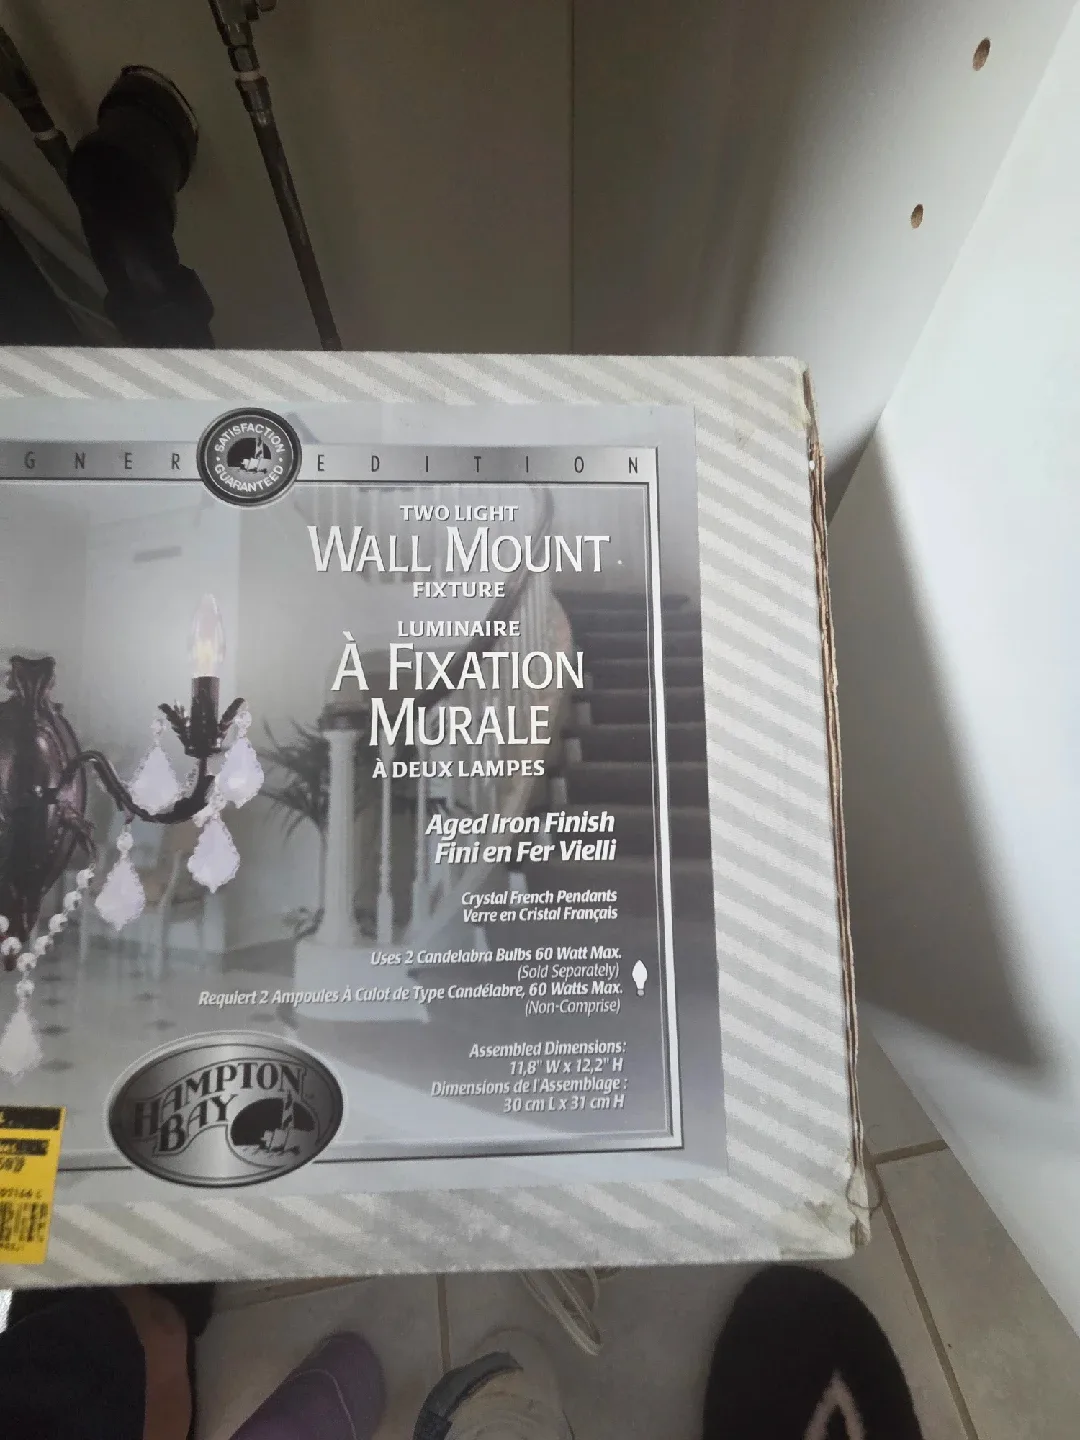 GNER EDITION
SATISFACTION
GUARANTEED
TWO LIGHT
WALL MOUNT
FIXTURE
LUMINAIRE
À FIXATION
MURALE
À DEUX LAMPES
Aged Iron Finish
Fini en Fer Vielli
Crystal French Pendants
Verre en Cristal Français
Uses 2 Candelabra Bulbs 60 Watt Max.
(Sold Separately)
Requiert 2 Ampoules À Culot de Type Candélabre, 60 Watts Max.
(Non-Comprise)
Assembled Dimensions:
11,8" W x 12,2" H
Dimensions de l'Assemblage :
30 cm L x 31 cm H
HAMPTON
BAY